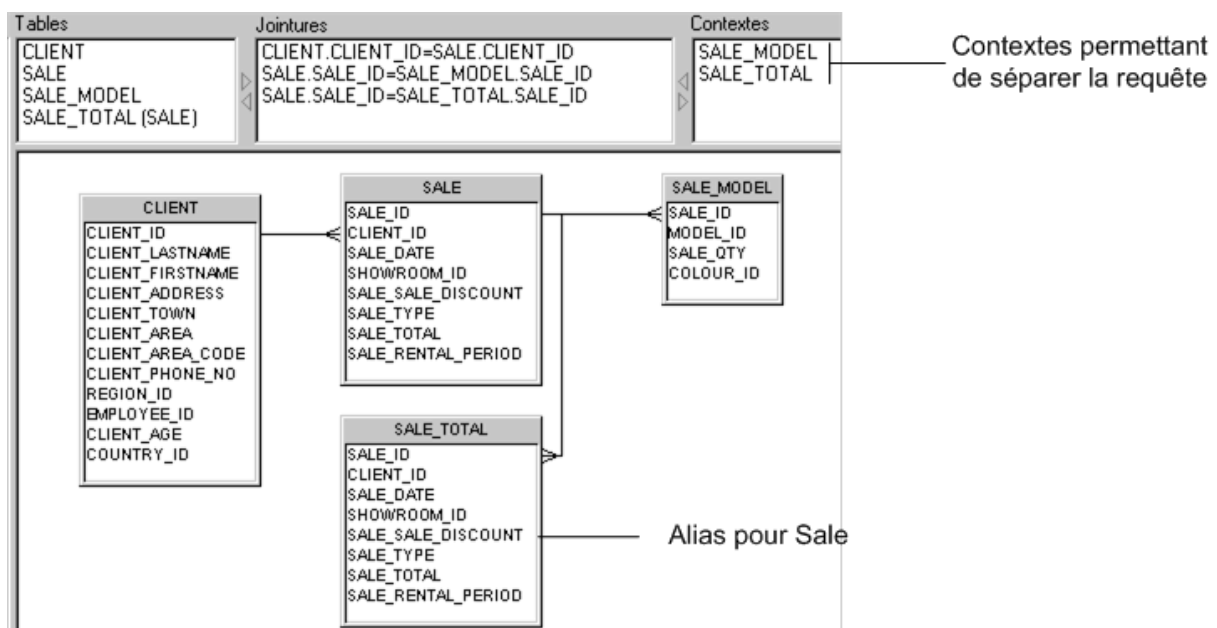 Tables
CLIENT
SALE
SALE_MODEL
SALE_TOTAL (SALE)
Jointures
CLIENT.CLIENT_ID=SALE.CLIENT_ID
SALE.SALE_ID=SALE_MODEL.SALE_ID
SALE.SALE_ID=SALE_TOTAL.SALE_ID
Contextes
SALE_MODEL
SALE_TOTAL
Contextes permettant
de séparer la requête
CLIENT
CLIENT_ID
CLIENT_LASTNAME
CLIENT_FIRSTNAME
CLIENT_ADDRESS
CLIENT_TOWN
CLIENT_AREA
CLIENT_AREA_CODE
CLIENT_PHONE_NO
REGION_ID
EMPLOYEE_ID
CLIENT_AGE
COUNTRY_ID
SALE
SALE_ID
CLIENT_ID
SALE_DATE
SHOWROOM_ID
SALE_SALE_DISCOUNT
SALE_TYPE
SALE_TOTAL
SALE_RENTAL_PERIOD
SALE_MODEL
SALE_ID
MODEL_ID
SALE_QTY
COLOUR_ID
SALE_TOTAL
SALE_ID
CLIENT_ID
SALE_DATE
SHOWROOM_ID
SALE_SALE_DISCOUNT
SALE_TYPE
SALE_TOTAL
SALE_RENTAL_PERIOD
Alias pour Sale